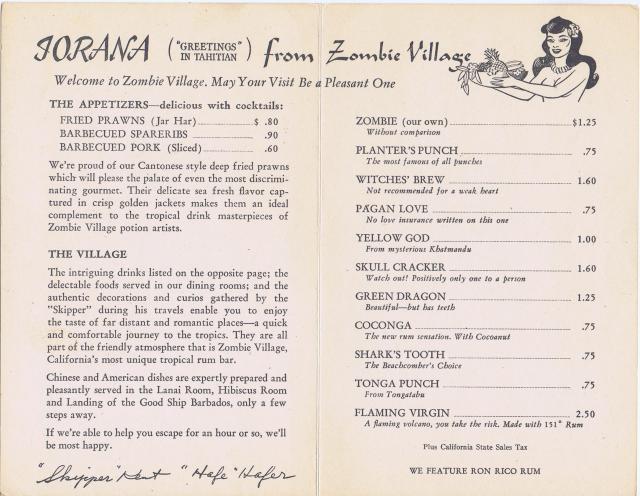 IORANA ("GREETINGS" IN TAHITIAN) from Zombie Village
Welcome to Zombie Village. May Your Visit Be a Pleasant One
THE APPETIZERS—delicious with cocktails:
FRIED PRAWNS (Jar Har) $ .80
BARBECUED SPARERIBS .90
BARBECUED PORK (Sliced) .60
We're proud of our Cantonese style deep fried prawns
which will please the palate of even the most discrimi-
nating gourmet. Their delicate sea fresh flavor cap-
tured in crisp golden jackets makes them an ideal
complement to the tropical drink masterpieces of
Zombie Village potion artists.
THE VILLAGE
The intriguing drinks listed on the opposite page; the
delectable foods served in our dining rooms; and the
authentic decorations and curios gathered by the
"Skipper" during his travels enable you to enjoy
the taste of far distant and romantic places—a quick
and comfortable journey to the tropics. They are all
part of the friendly atmosphere that is Zombie Village,
California's most unique tropical rum bar.
Chinese and American dishes are expertly prepared and
pleasantly served in the Lanai Room, Hibiscus Room
and Landing of the Good Ship Barbados, only a few
steps away.
If we're able to help you escape for an hour or so, we'll
be most happy.
"Skipper" Kent "Hafe" Hafer
ZOMBIE (our own) $1.25
Without comparison
PLANTER'S PUNCH .75
The most famous of all punches
WITCHES' BREW 1.60
Not recommended for a weak heart
PAGAN LOVE .75
No love insurance written on this one
YELLOW GOD 1.00
From mysterious Khatmandu
SKULL CRACKER 1.60
Watch out! Positively only one to a person
GREEN DRAGON 1.25
Beautiful—but has teeth
COCONGA .75
The new rum sensation. With Cocoanut
SHARK'S TOOTH .75
The Beachcomber's Choice
TONGA PUNCH .75
From Tongatabu
FLAMING VIRGIN 2.50
A flaming volcano, you take the risk. Made with 151° Rum
Plus California State Sales Tax
WE FEATURE RON RICO RUM